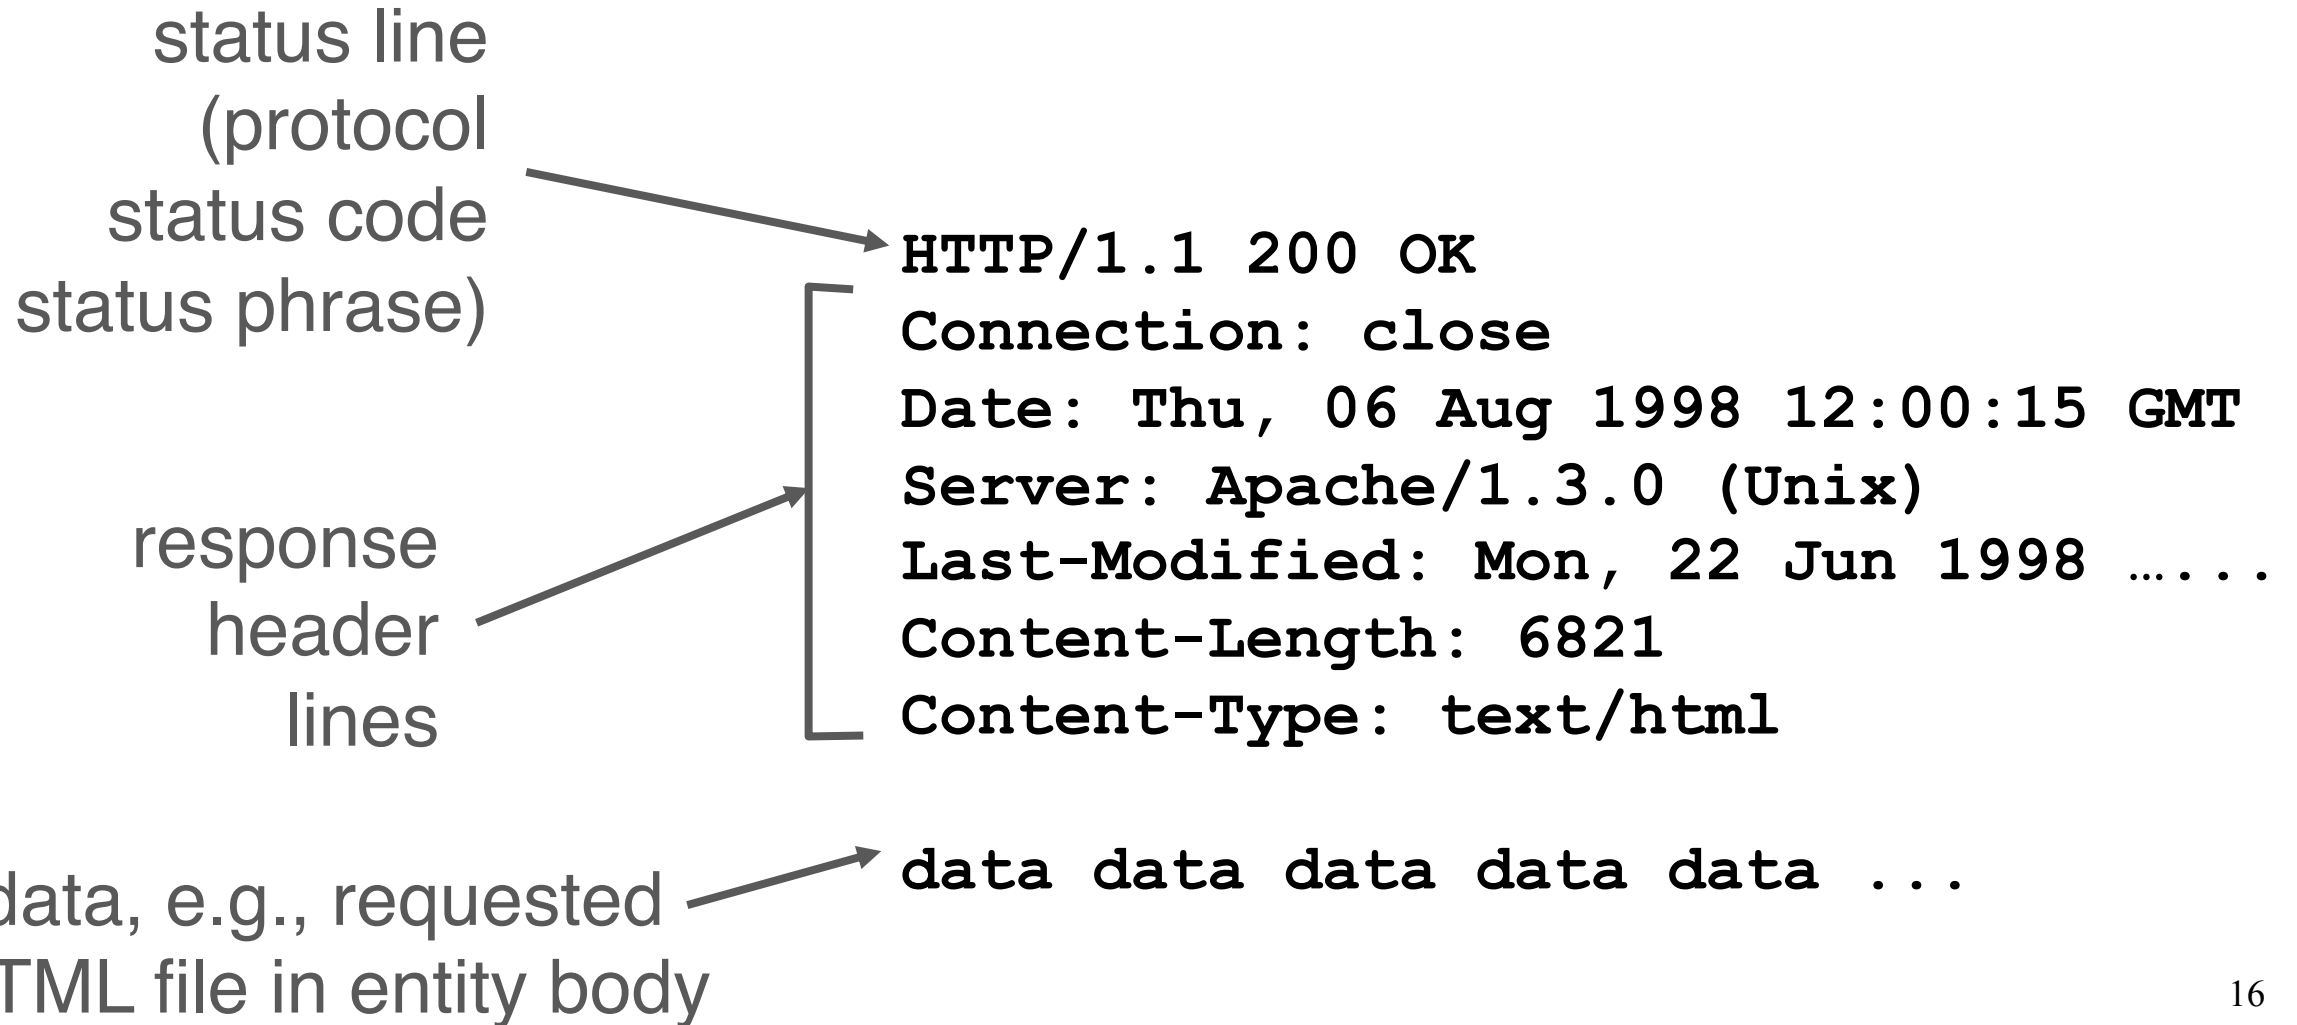 status line
(protocol
status code
status phrase)
HTTP/1.1 200 OK
Connection: close
Date: Thu, 06 Aug 1998 12:00:15 GMT
Server: Apache/1.3.0 (Unix)
Last-Modified: Mon, 22 Jun 1998 …...
Content-Length: 6821
Content-Type: text/html
response
header
lines
data data data data data ...
data, e.g., requested
TML file in entity body
16